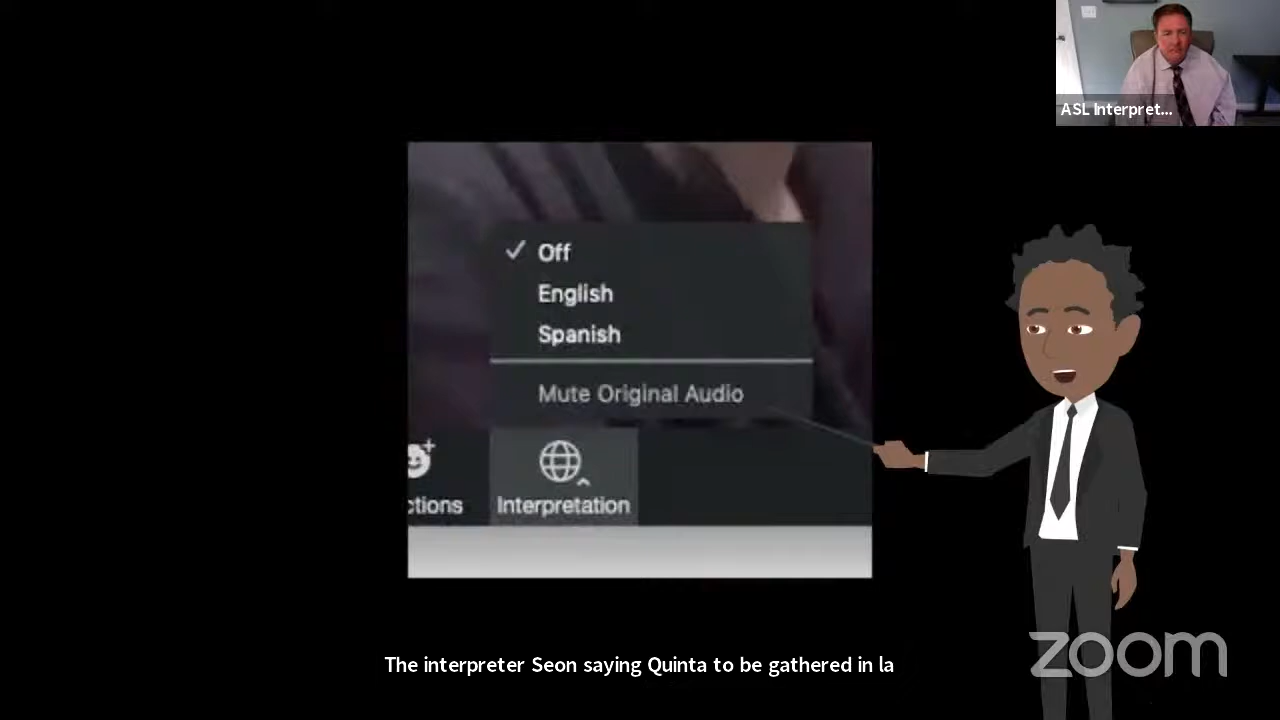 ASL Interpret...
Off
English
Spanish
Mute Original Audio
ctions
Interpretation
zoom
The interpreter Seon saying Quinta to be gathered in la